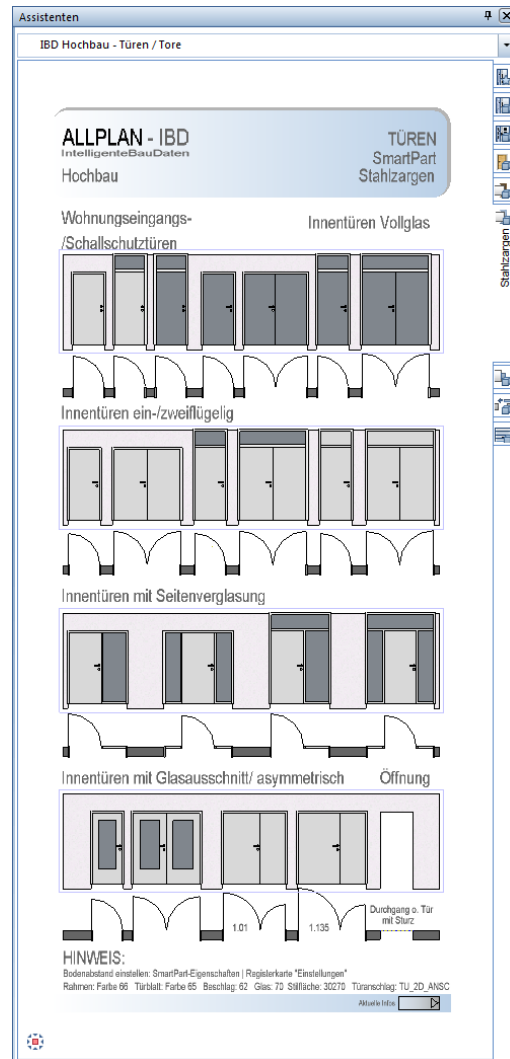 Assistenten
IBD Hochbau - Türen / Tore
ALLPLAN - IBD
IntelligenteBauDaten
Hochbau
TÜREN
SmartPart
Stahlzargen
Stahlzargen
Wohnungseingangs-
/Schallschutztüren
Innentüren Vollglas
Innentüren ein-/zweiflügelig
Innentüren mit Seitenverglasung
Innentüren mit Glasausschnitt/ asymmetrisch
Öffnung
1.01
1.135
Durchgang o. Tür
mit Sturz
HINWEIS:
Bodenabstand einstellen: SmartPart-Eigenschaften | Registerkarte "Einstellungen"
Rahmen: Farbe 66 Türblatt: Farbe 65 Beschlag: 62 Glas: 70 Stilfläche: 30270 Türanschlag: TU_2D_ANSC
Aktuelle Infos